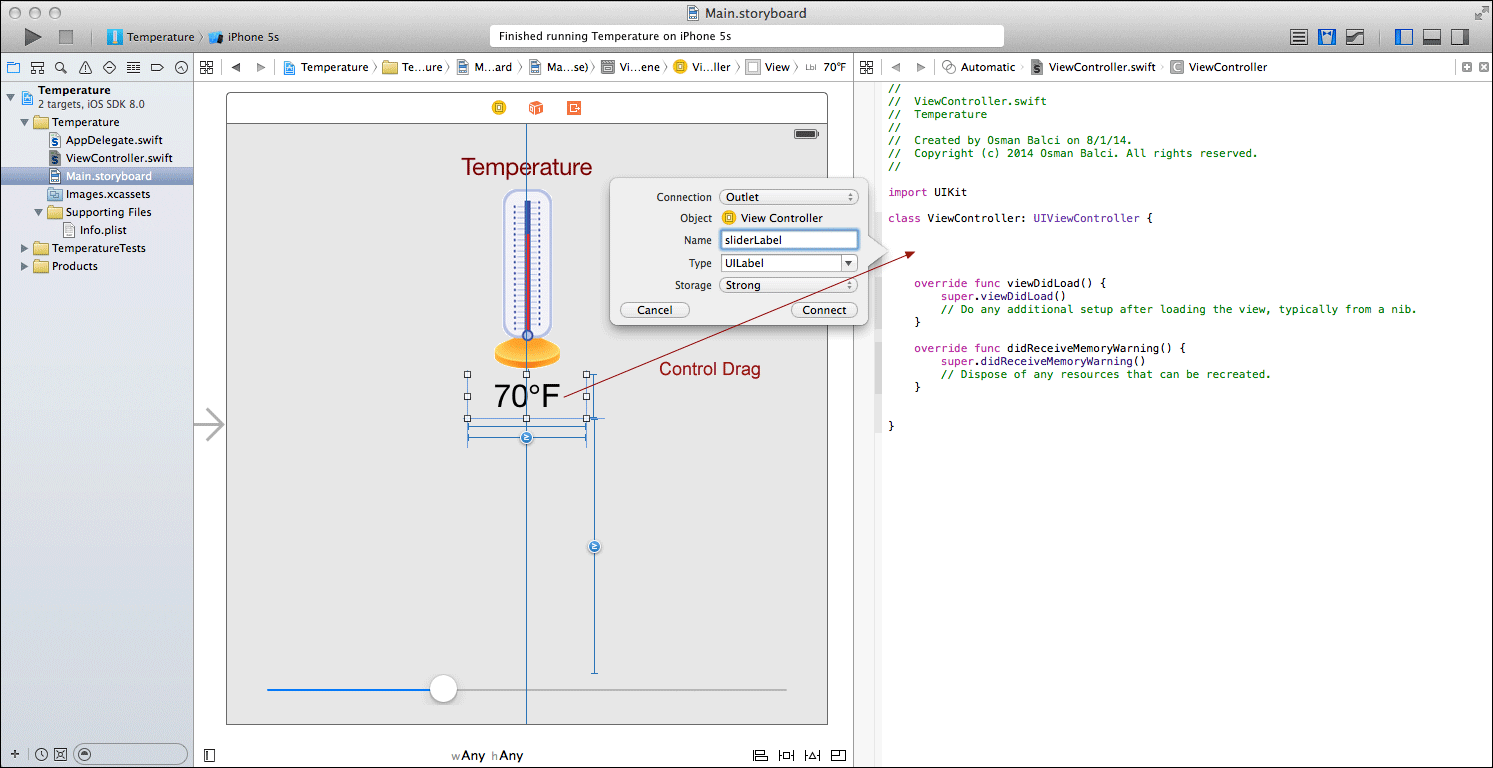 Main.storyboard
Temperature iPhone 5s
Finished running Temperature on iPhone 5s
Temperature Te...ure M...ard Ma...se) Vi...ene Vi...ller View Lbl 70°F
Automatic ViewController.swift ViewController
Temperature
2 targets, iOS SDK 8.0
Temperature
AppDelegate.swift
ViewController.swift
Main.storyboard
Images.xcassets
Supporting Files
Info.plist
TemperatureTests
Products
Temperature
70°F
Connection Outlet
Object View Controller
Name sliderLabel
Type UILabel
Storage Strong
Cancel Connect
Control Drag
wAny hAny
//
// ViewController.swift
// Temperature
//
// Created by Osman Balci on 8/1/14.
// Copyright (c) 2014 Osman Balci. All rights reserved.
//
import UIKit
class ViewController: UIViewController {
override func viewDidLoad() {
super.viewDidLoad()
// Do any additional setup after loading the view, typically from a nib.
}
override func didReceiveMemoryWarning() {
super.didReceiveMemoryWarning()
// Dispose of any resources that can be recreated.
}
}